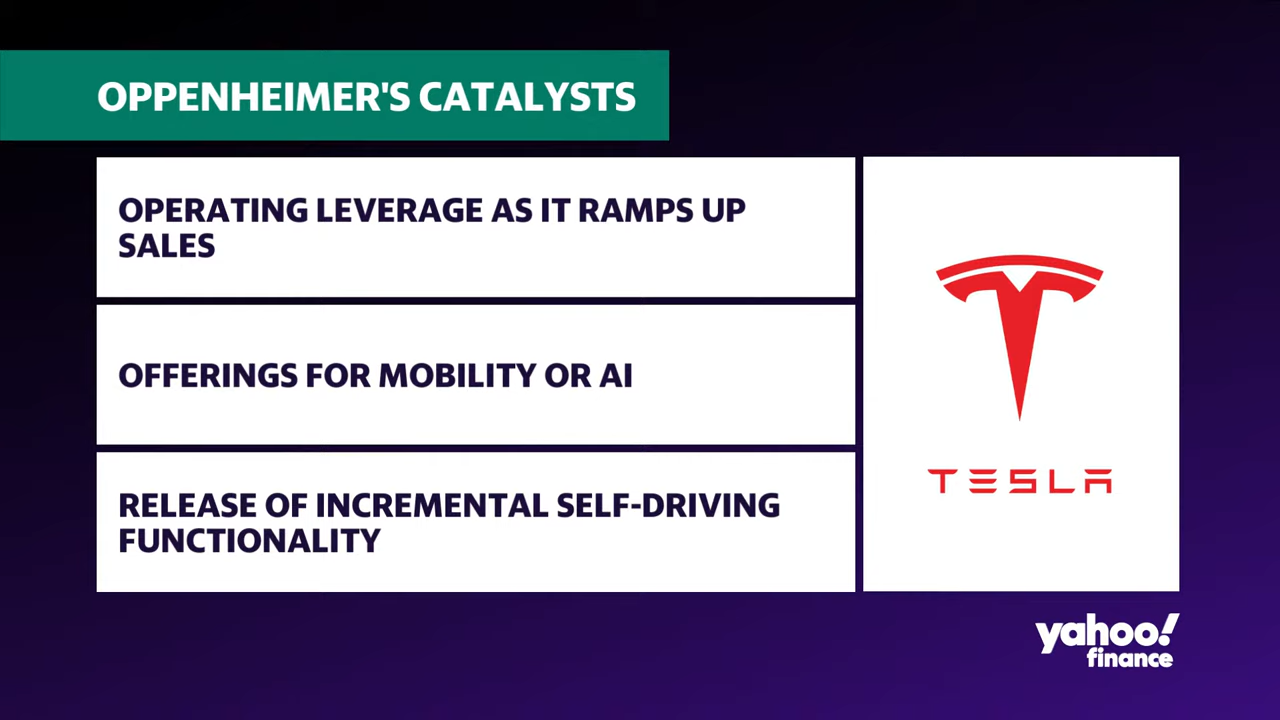 OPPENHEIMER'S CATALYSTS
OPERATING LEVERAGE AS IT RAMPS UP
SALES
OFFERINGS FOR MOBILITY OR AI
RELEASE OF INCREMENTAL SELF-DRIVING
FUNCTIONALITY
TESLA
yahoo!
finance